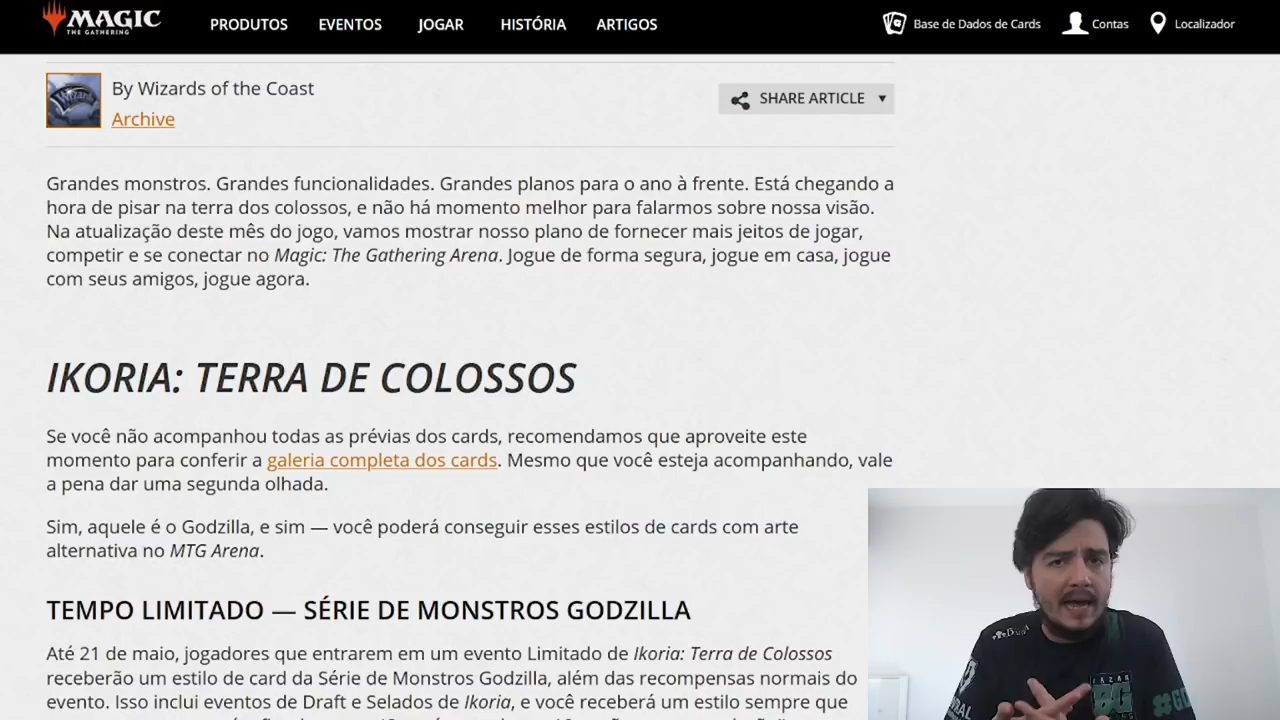 MAGIC
THE GATHERING
PRODUTOS
EVENTOS
JOGAR
HISTÓRIA
ARTIGOS
Base de Dados de Cards
Contas
Localizador
By Wizards of the Coast
Archive
SHARE ARTICLE
Grandes monstros. Grandes funcionalidades. Grandes planos para o ano à frente. Está chegando a
hora de pisar na terra dos colossos, e não há momento melhor para falarmos sobre nossa visão.
Na atualização deste mês do jogo, vamos mostrar nosso plano de fornecer mais jeitos de jogar,
competir e se conectar no Magic: The Gathering Arena. Jogue de forma segura, jogue em casa, jogue
com seus amigos, jogue agora.
IKORIA: TERRA DE COLOSSOS
Se você não acompanhou todas as prévias dos cards, recomendamos que aproveite este
momento para conferir a galeria completa dos cards. Mesmo que você esteja acompanhando, vale
a pena dar uma segunda olhada.
Sim, aquele é o Godzilla, e sim — você poderá conseguir esses estilos de cards com arte
alternativa no MTG Arena.
TEMPO LIMITADO — SÉRIE DE MONSTROS GODZILLA
Até 21 de maio, jogadores que entrarem em um evento Limitado de Ikoria: Terra de Colossos
receberão um estilo de card da Série de Monstros Godzilla, além das recompensas normais do
evento. Isso inclui eventos de Draft e Selados de Ikoria, e você receberá um estilo sempre que
BAZAR
BG